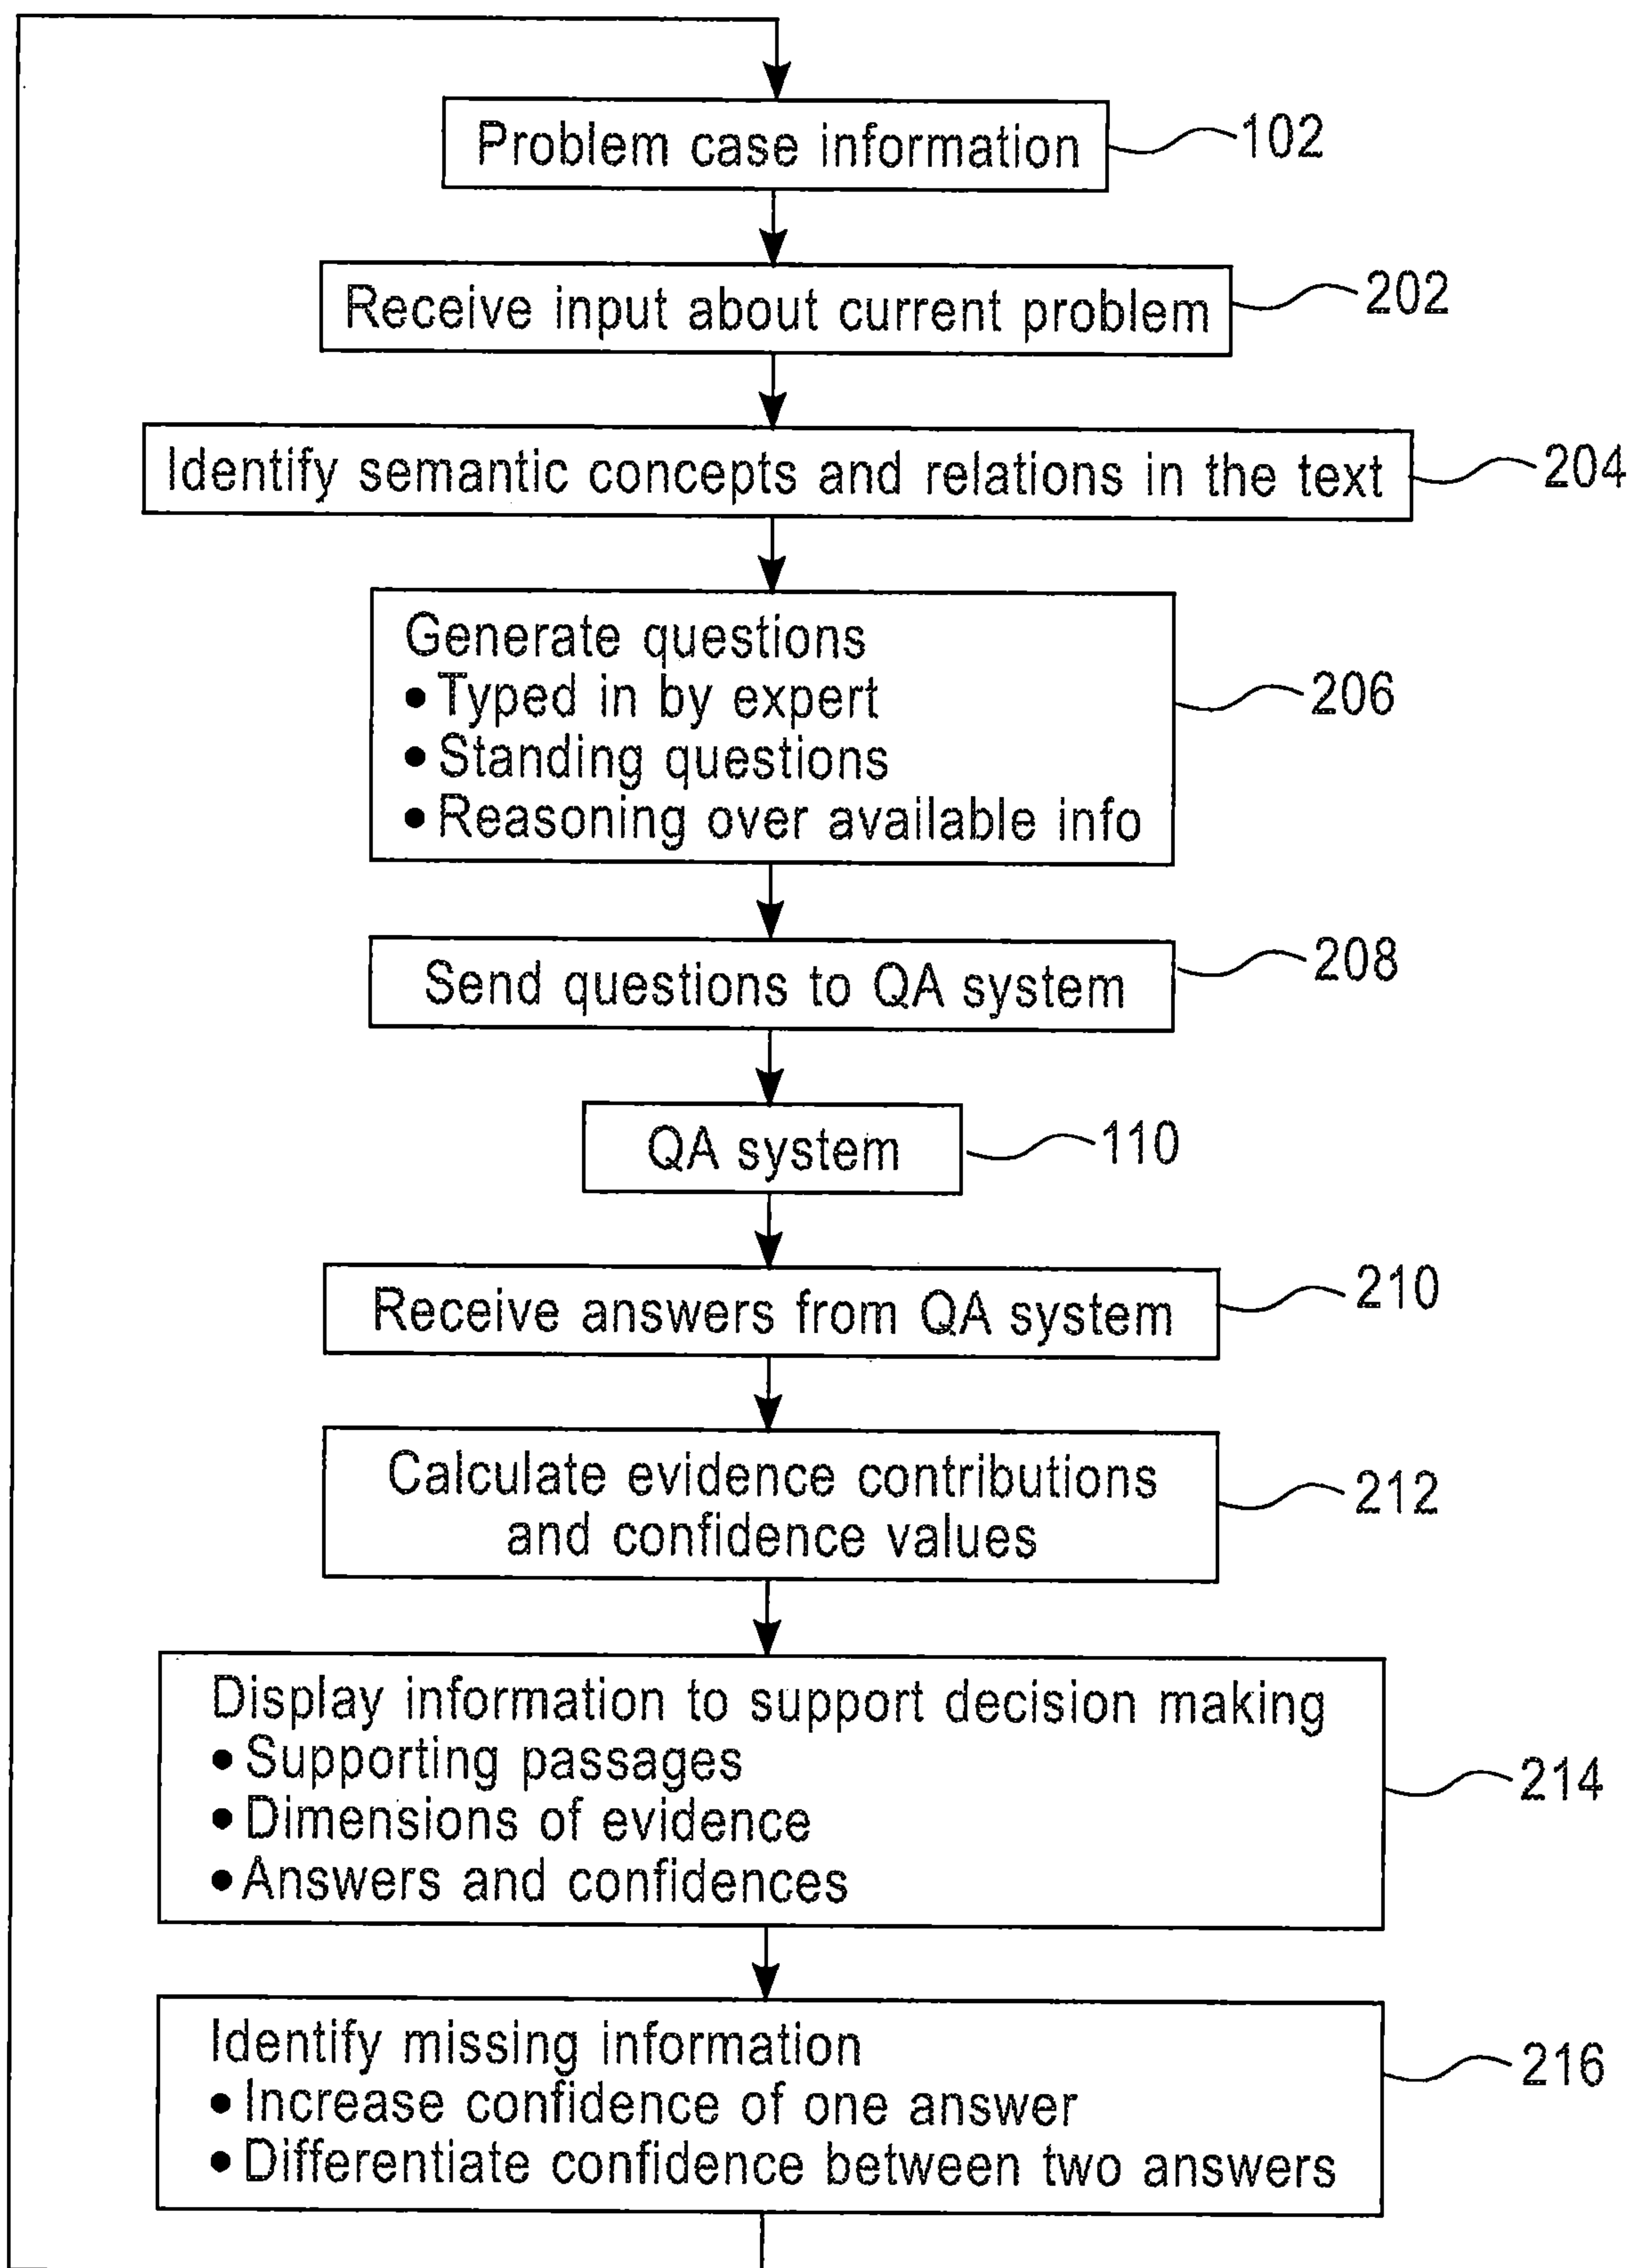 Problem case information
102
Receive input about current problem
202
Identify semantic concepts and relations in the text
204
Generate questions
• Typed in by expert
• Standing questions
• Reasoning over available info
206
Send questions to QA system
208
QA system
110
Receive answers from QA system
210
Calculate evidence contributions
and confidence values
212
Display information to support decision making
• Supporting passages
• Dimensions of evidence
• Answers and confidences
214
Identify missing information
• Increase confidence of one answer
• Differentiate confidence between two answers
216